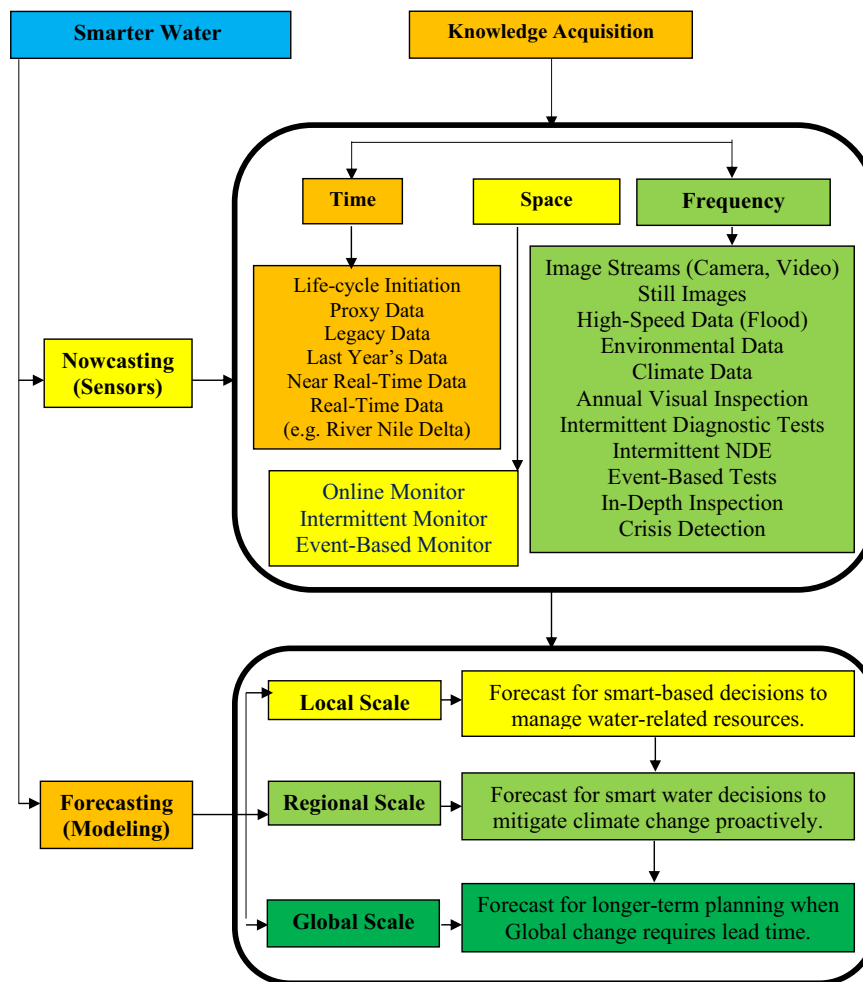 Smarter Water
Knowledge Acquisition
Time
Space
Frequency
Life-cycle Initiation
Proxy Data
Legacy Data
Last Year's Data
Near Real-Time Data
Real-Time Data
(e.g. River Nile Delta)
Image Streams (Camera, Video)
Still Images
High-Speed Data (Flood)
Environmental Data
Climate Data
Annual Visual Inspection
Intermittent Diagnostic Tests
Intermittent NDE
Event-Based Tests
In-Depth Inspection
Crisis Detection
Nowcasting
(Sensors)
Online Monitor
Intermittent Monitor
Event-Based Monitor
Local Scale
Forecast for smart-based decisions to
manage water-related resources.
Forecasting
(Modeling)
Regional Scale
Forecast for smart water decisions to
mitigate climate change proactively.
Global Scale
Forecast for longer-term planning when
Global change requires lead time.